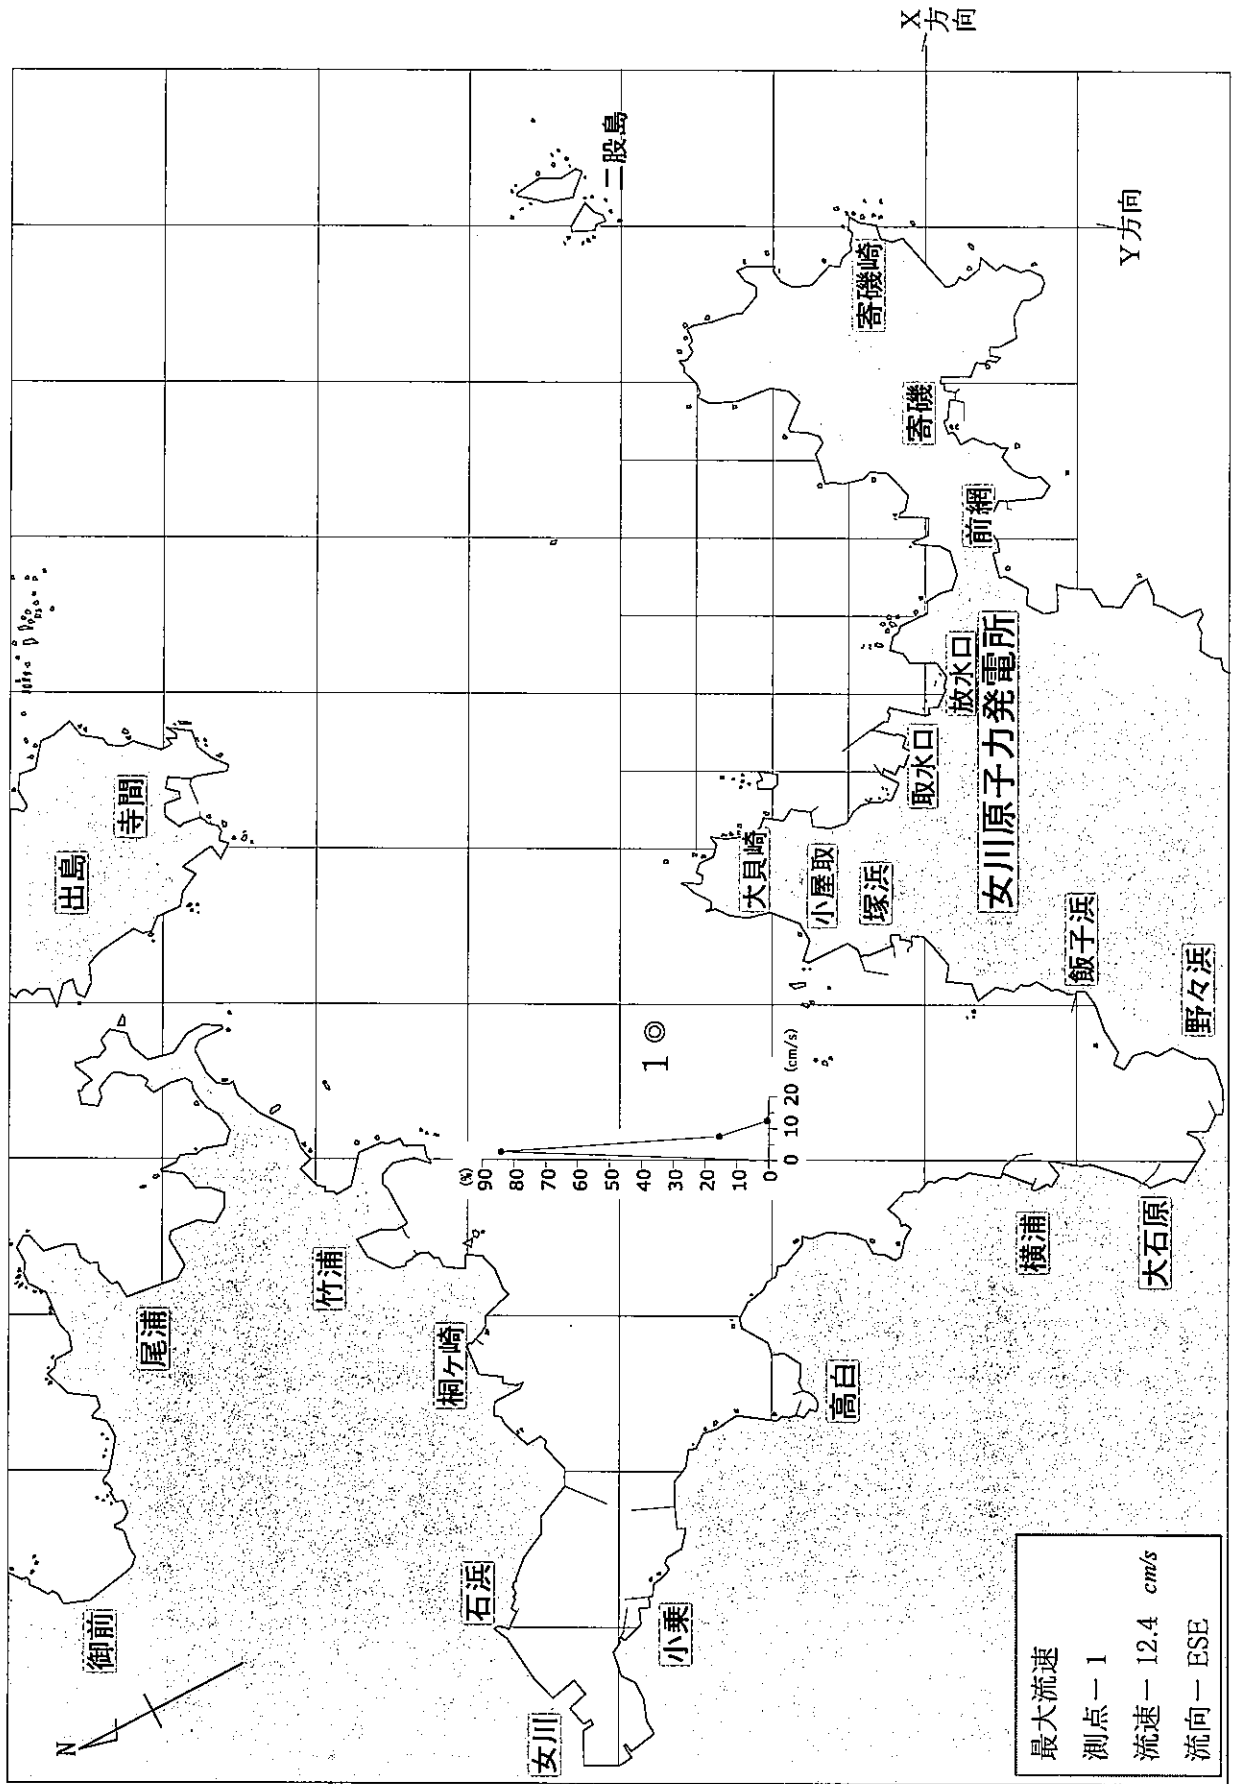 X
方
向
Y方向
二股島
寄磯崎
寄磯
前網
出島
寺間
放水口
取水口
女川原子力発電所
大貝崎
小屋取
塚浜
飯子浜
野々浜
1
(%)
90
80
70
60
50
40
30
20
10
0
0 10 20 (cm/s)
尾浦
竹浦
桐ヶ崎
横浦
大石原
高白
御前
石浜
小乗
女川
N
最大流速
測点－1
流速－12.4 cm/s
流向－ESE